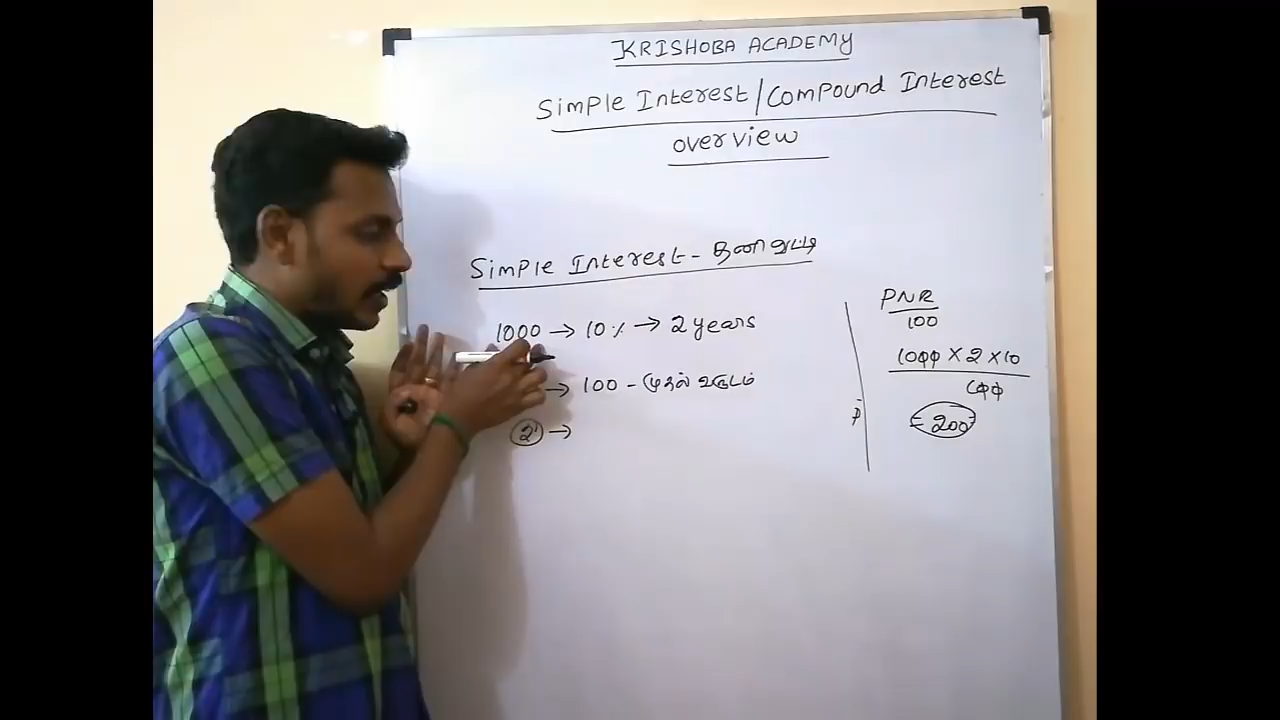 KRISHOBA ACADEMY
Simple Interest/Compound Interest
overview
Simple Interest - தனிவட்டி
1000 → 10% → 2 years
→ 100 - முதல் வருடம்
2 →
PNR
100
1000 × 2 × 10
100
= 200